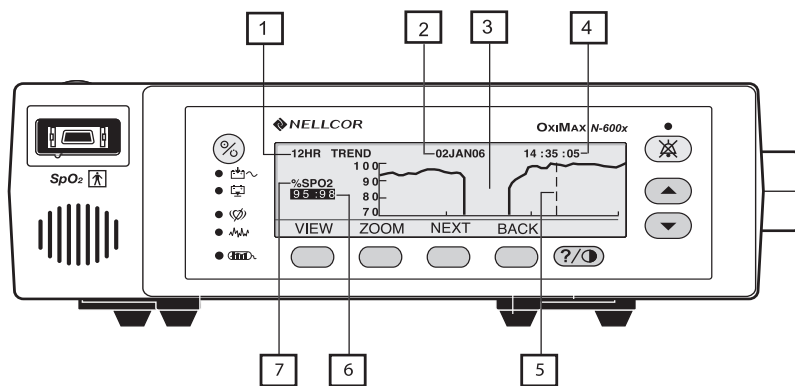 1 2 3 4
NELLCOR OXIMAX N-600x
12HR TREND 02JAN06 14:35:05
100
%SPO2 90
95:98 80
70
VIEW ZOOM NEXT BACK
SpO2
?/
7 6 5